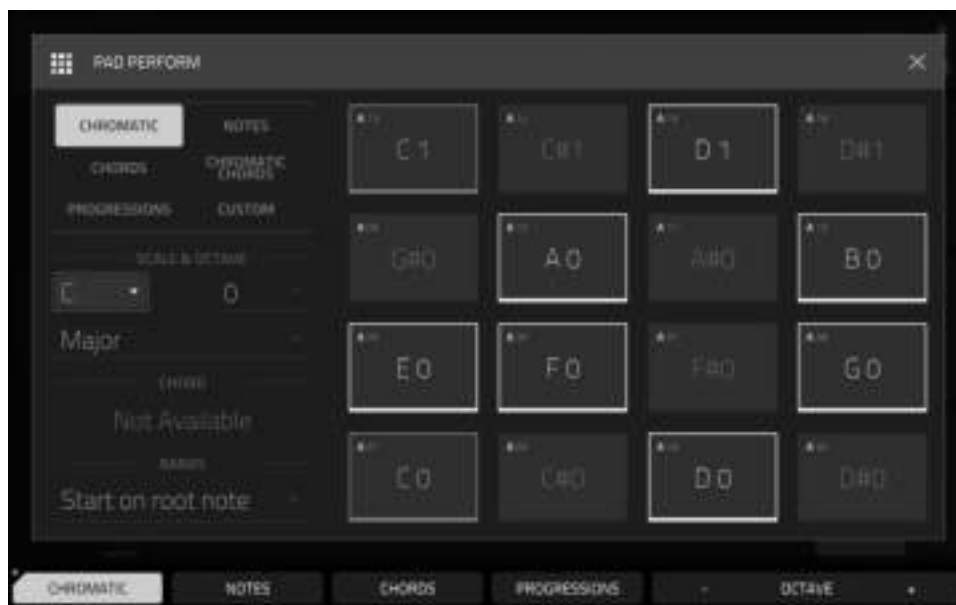 PAD PERFORM
CHROMATIC NOTES
CHORDS CHROMATIC CHORDS
PROGRESSIONS CUSTOM
SCALE & OCTAVE
C 0
Major
CHORD
Not Available
RANGE
Start on root note
C 1 C#1 D 1 D#1
G#0 A 0 A#0 B 0
E 0 F 0 F#0 G 0
C 0 C#0 D 0 D#0
CHROMATIC NOTES CHORDS PROGRESSIONS - OCTAVE +